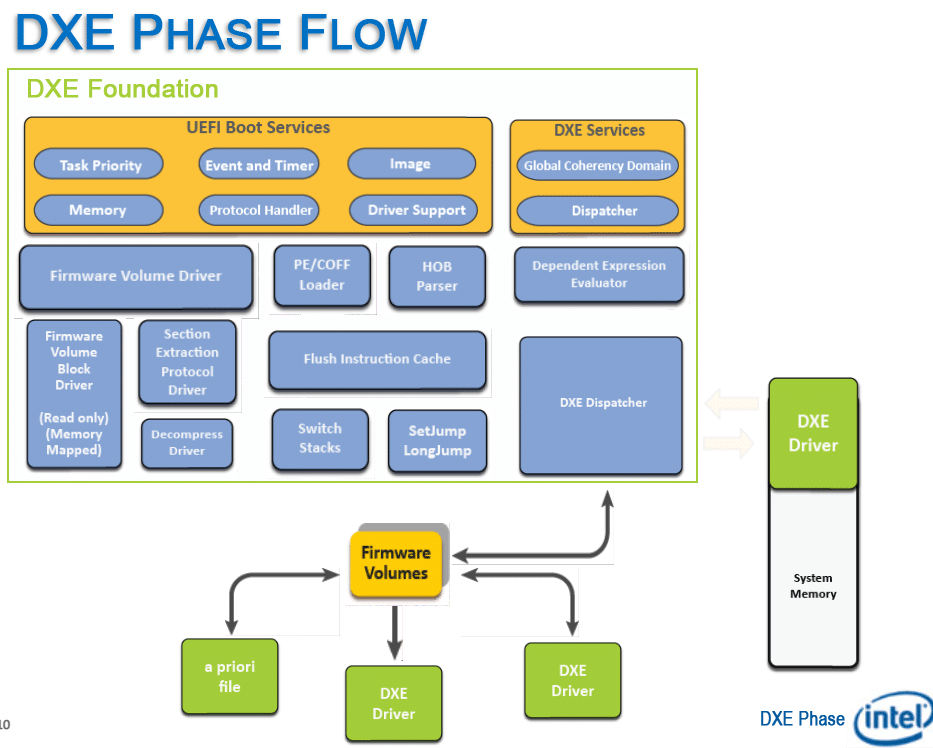 DXE PHASE FLOW
DXE Foundation
UEFI Boot Services
Task Priority
Event and Timer
Image
Memory
Protocol Handler
Driver Support
DXE Services
Global Coherency Domain
Dispatcher
Firmware Volume Driver
PE/COFF
Loader
HOB
Parser
Dependent Expression
Evaluator
Firmware
Volume
Block
Driver
(Read only)
(Memory
Mapped)
Section
Extraction
Protocol
Driver
Decompress
Driver
Flush Instruction Cache
Switch
Stacks
SetJump
LongJump
DXE Dispatcher
DXE
Driver
System
Memory
Firmware
Volumes
a priori
file
DXE
Driver
DXE
Driver
10
DXE Phase
intel